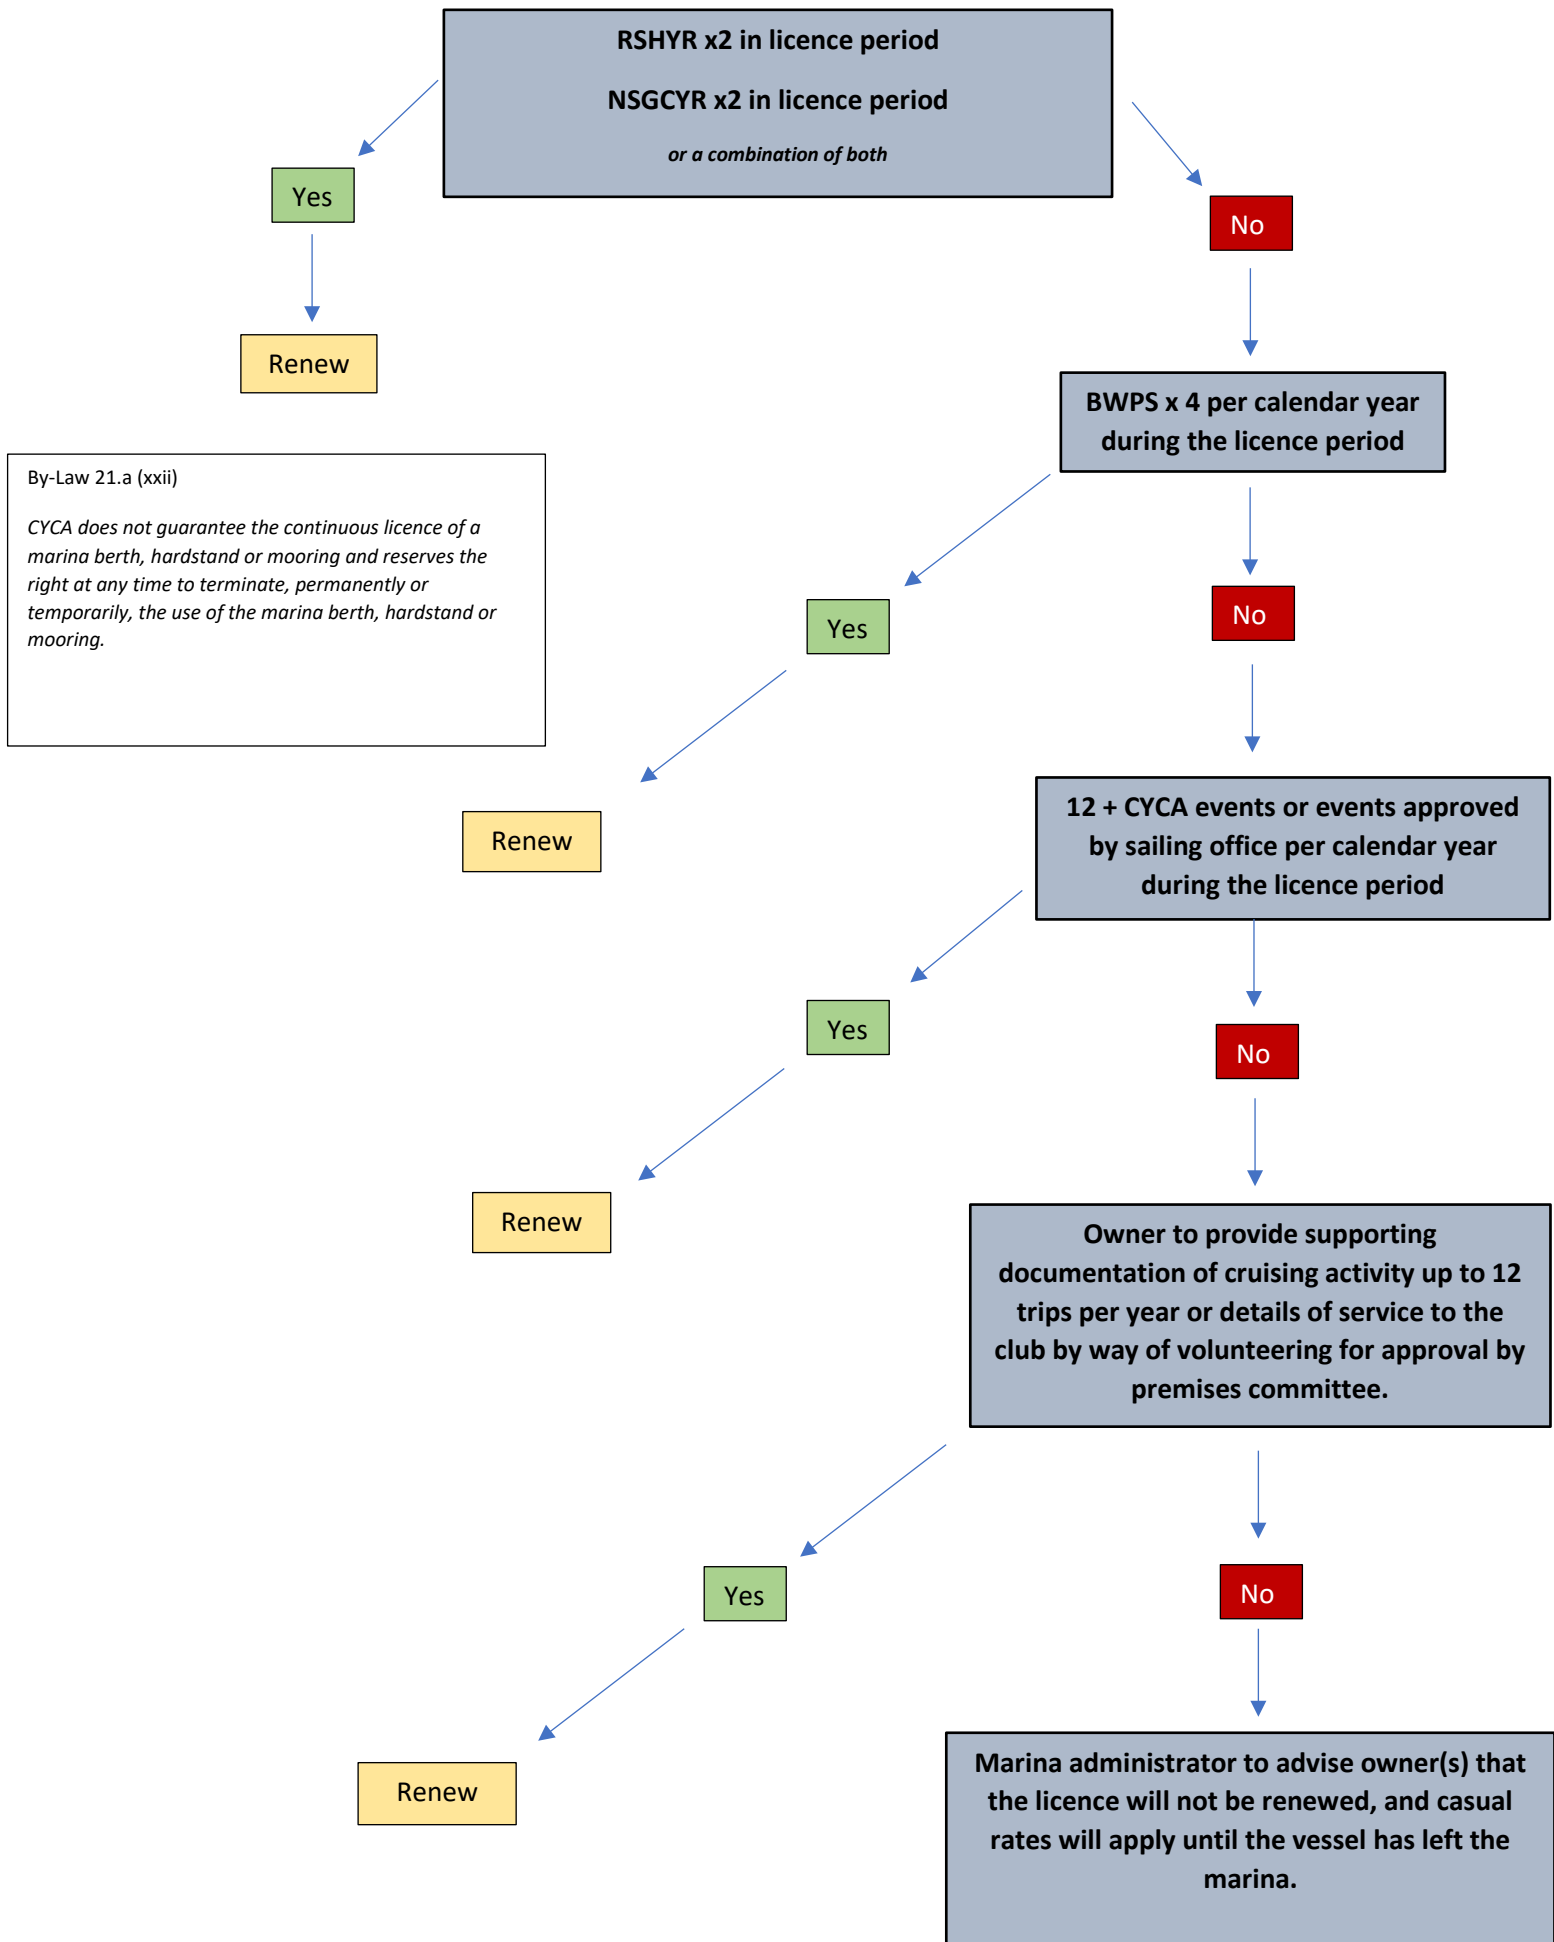 RSHYR x2 in licence period
NSGCYR x2 in licence period
or a combination of both
Yes
No
Renew
BWPS x 4 per calendar year
during the licence period
By-Law 21.a (xxii)
CYCA does not guarantee the continuous licence of a
marina berth, hardstand or mooring and reserves the
right at any time to terminate, permanently or
temporarily, the use of the marina berth, hardstand or
mooring.
Yes
No
Renew
12 + CYCA events or events approved
by sailing office per calendar year
during the licence period
Yes
No
Renew
Owner to provide supporting
documentation of cruising activity up to 12
trips per year or details of service to the
club by way of volunteering for approval by
premises committee.
Yes
No
Renew
Marina administrator to advise owner(s) that
the licence will not be renewed, and casual
rates will apply until the vessel has left the
marina.